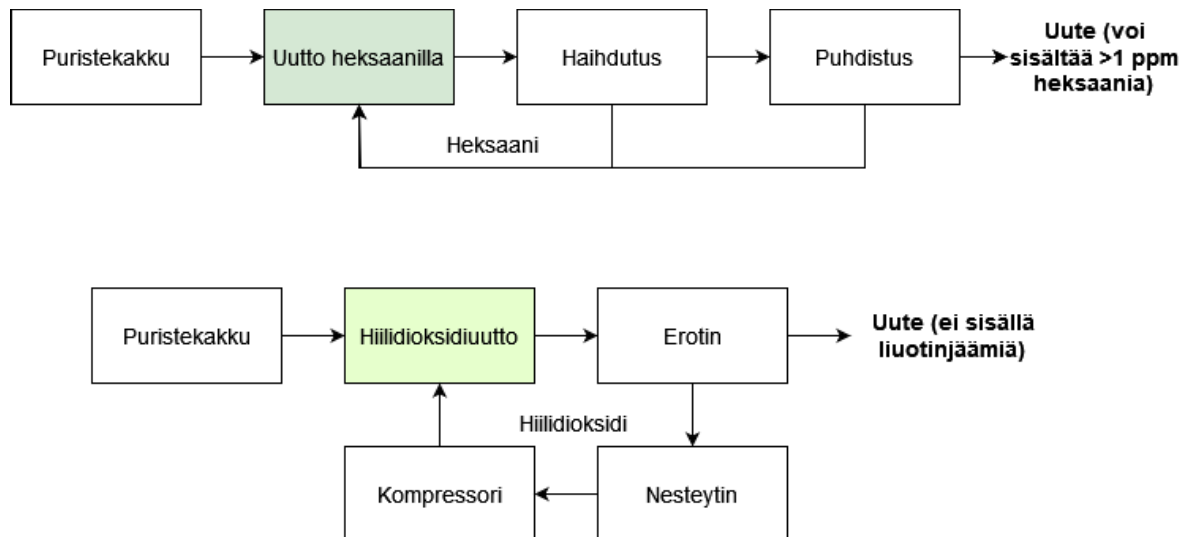 Puristekakku
Uutto heksaanilla
Haihdutus
Puhdistus
Uute (voi
sisältää >1 ppm
heksaania)
Heksaani
Puristekakku
Hiilidioksidiuutto
Erotin
Uute (ei sisällä
liuotinjäämiä)
Hiilidioksidi
Kompressori
Nesteytin